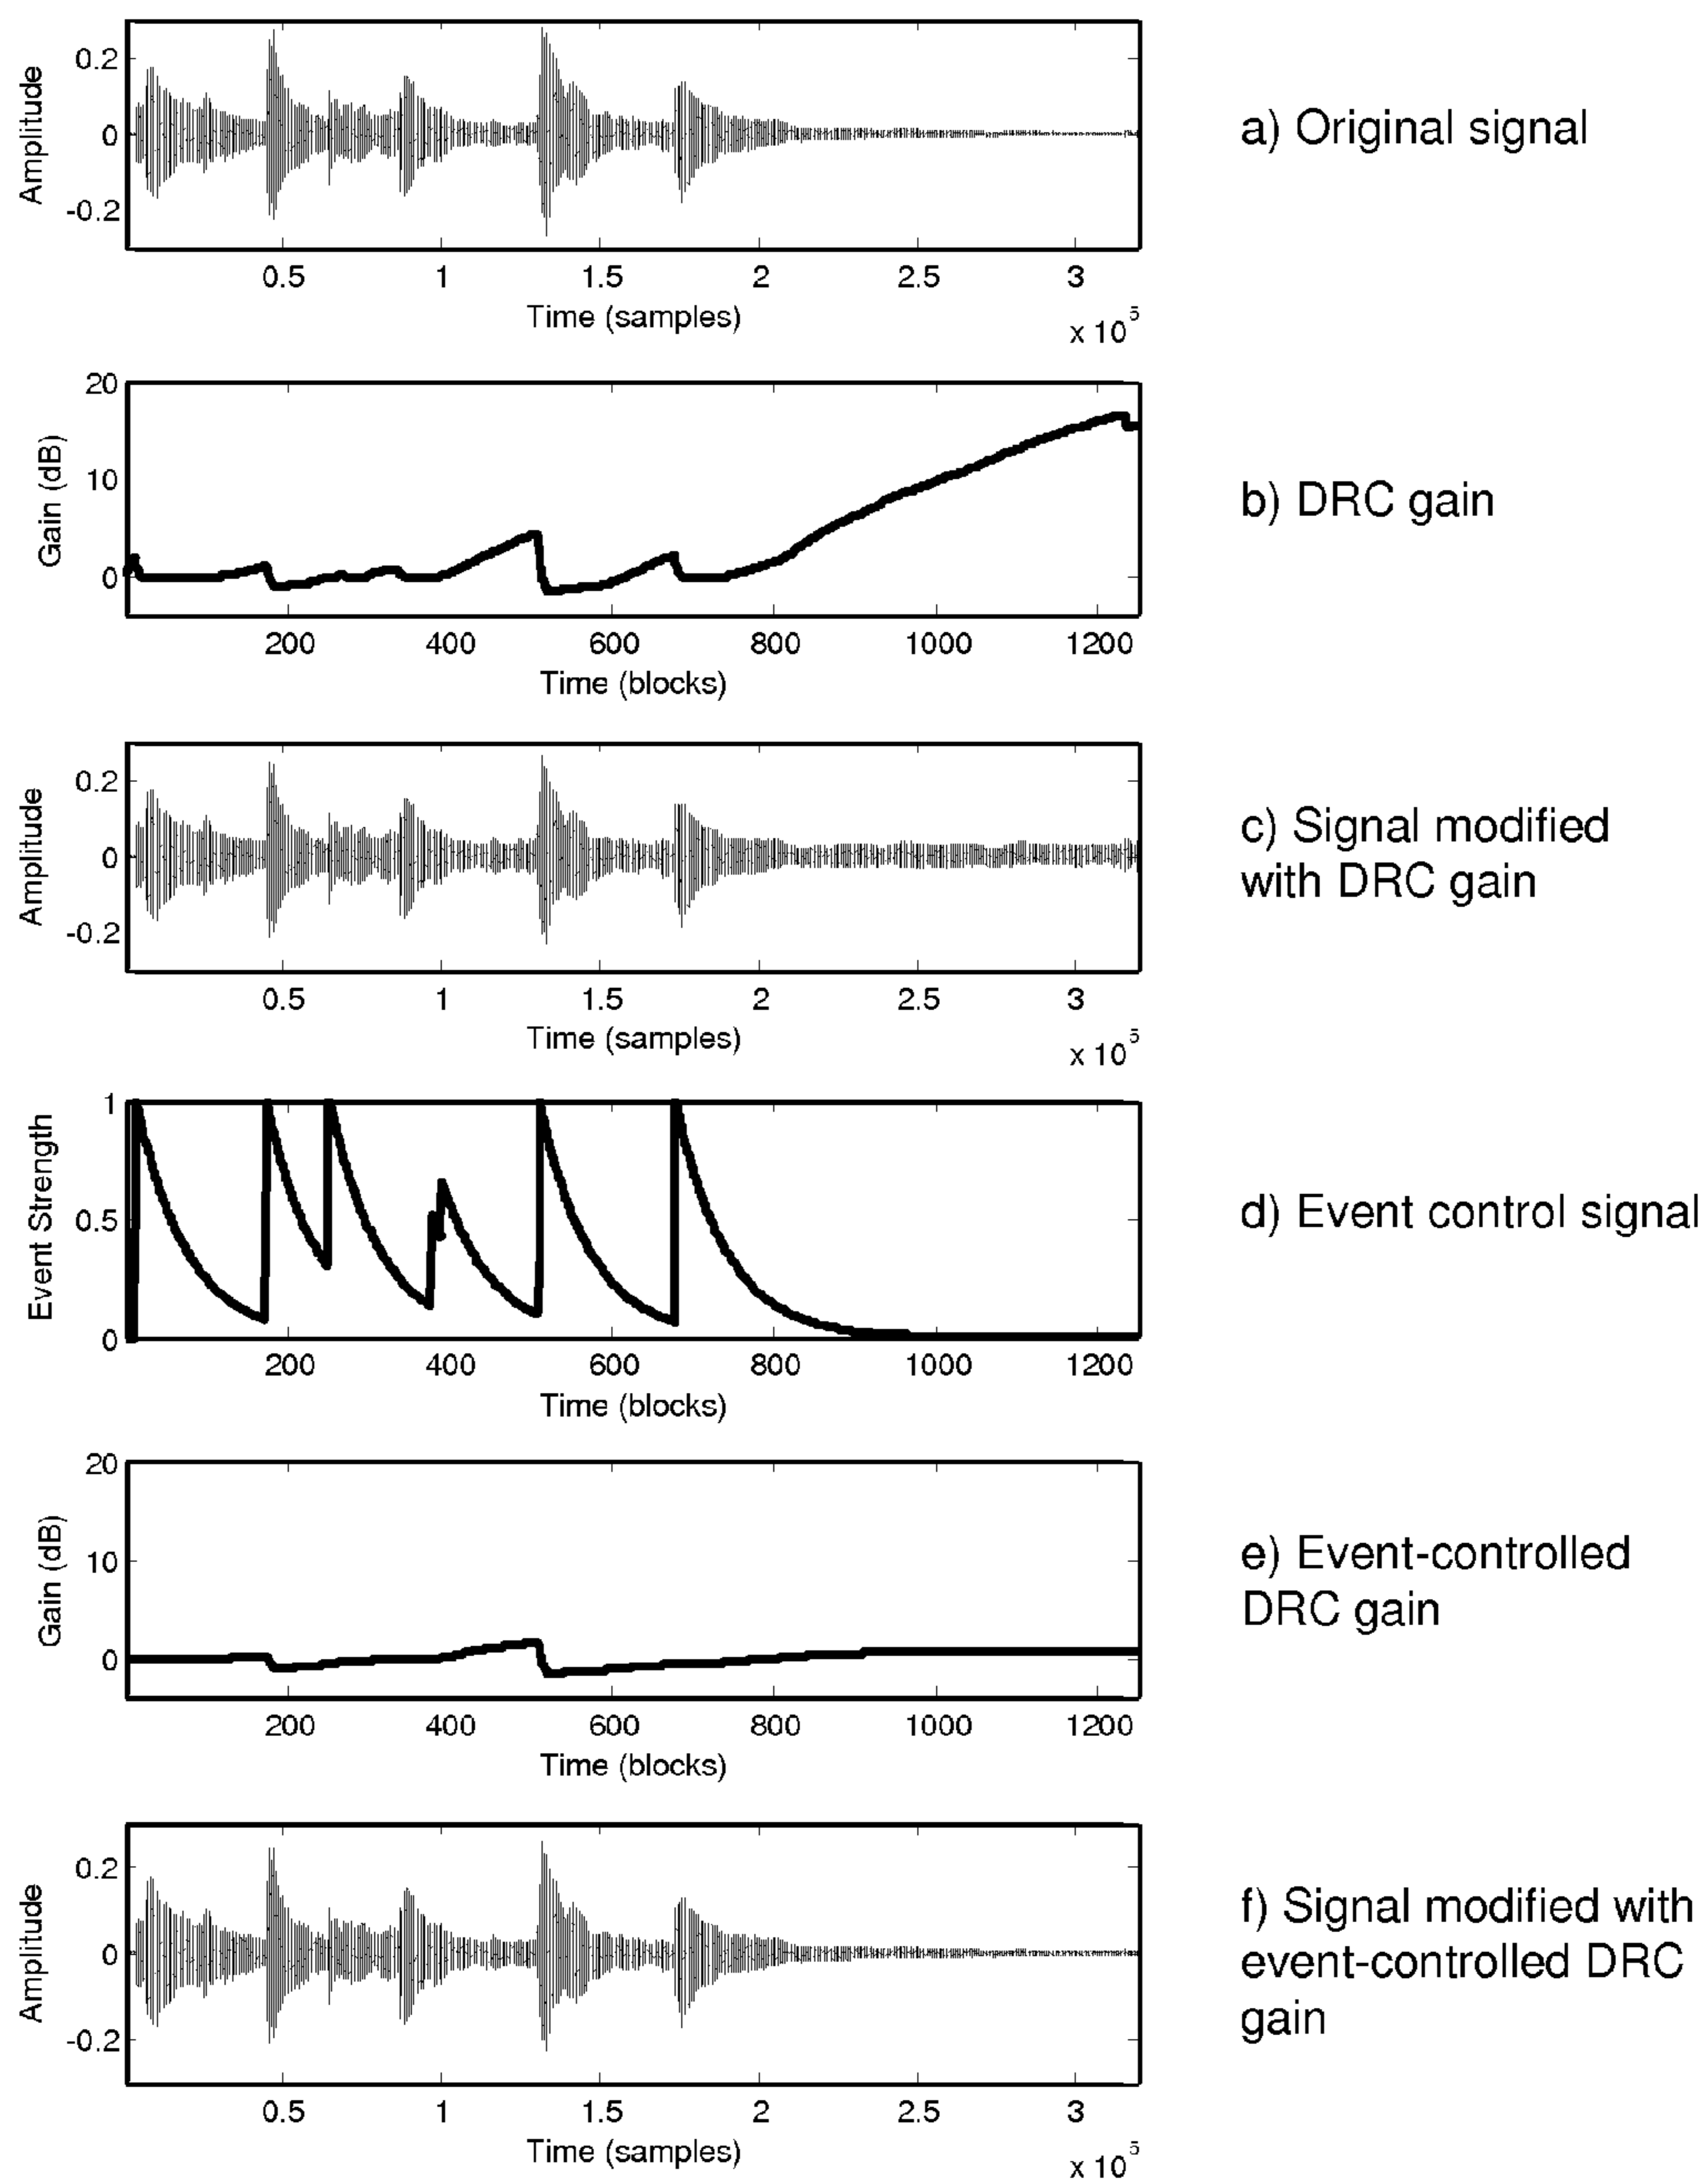 0.2
0
-0.2
Amplitude
0.5 1 1.5 2 2.5 3
Time (samples)
x 10^5
a) Original signal
20
10
0
Gain (dB)
200 400 600 800 1000 1200
Time (blocks)
b) DRC gain
0.2
0
-0.2
Amplitude
0.5 1 1.5 2 2.5 3
Time (samples)
x 10^5
c) Signal modified
with DRC gain
1
0.5
0
Event Strength
200 400 600 800 1000 1200
Time (blocks)
d) Event control signal
20
10
0
Gain (dB)
200 400 600 800 1000 1200
Time (blocks)
e) Event-controlled
DRC gain
0.2
0
-0.2
Amplitude
0.5 1 1.5 2 2.5 3
Time (samples)
x 10^5
f) Signal modified with
event-controlled DRC
gain